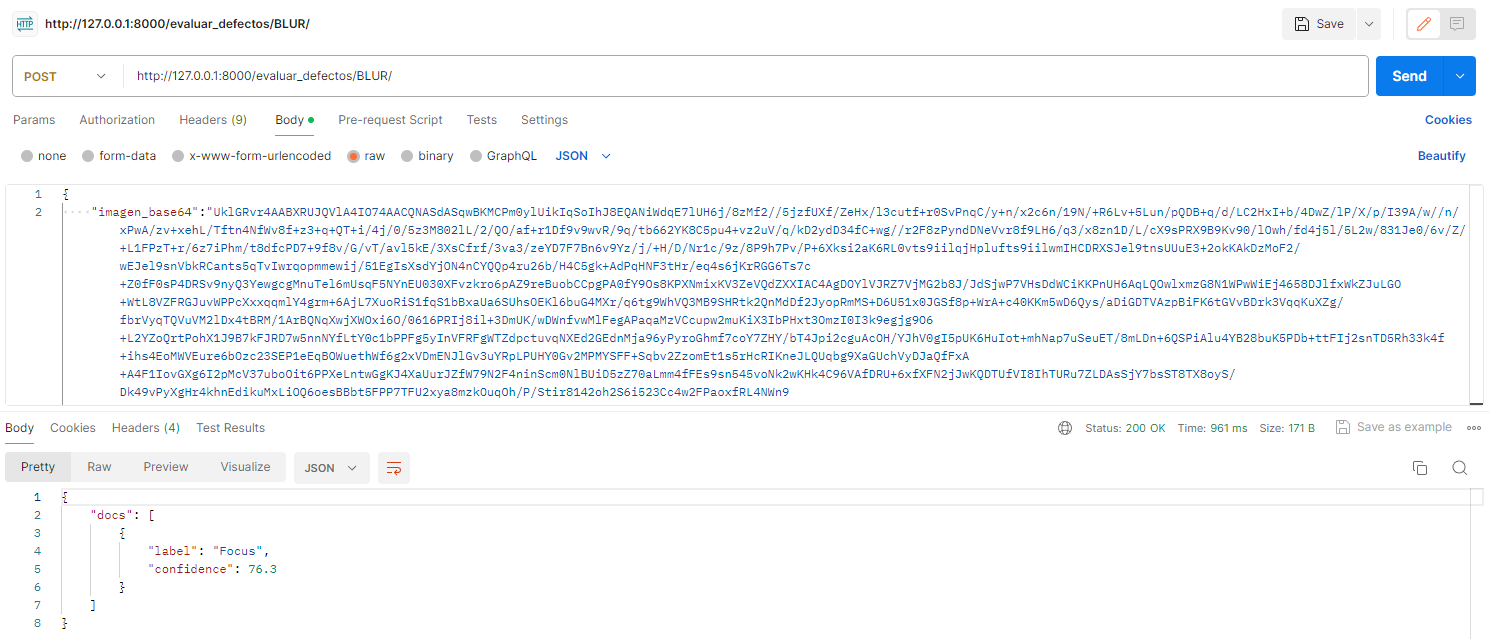 HTTP http://127.0.0.1:8000/evaluar_defectos/BLUR/ Save
POST http://127.0.0.1:8000/evaluar_defectos/BLUR/ Send
Params Authorization Headers (9) Body Pre-request Script Tests Settings Cookies
none form-data x-www-form-urlencoded raw binary GraphQL JSON Beautify
1 {
2 "imagen_base64":"UklGRvr4AABXRUJQVlA4IO74AACQNASdASqwBKMCPm0ylUikIqSoIhJ8EQANiWdqE7lUH6j/8zMf2//5jzfUXf/ZeHx/l3cutf+r0SvPnqC/y+n/x2c6n/19N/+R6Lv+5Lun/pQDB+q/d/LC2HxI+b/4DwZ/lP/X/p/I39A/w//n/
xPwA/zv+xehL/Tftn4NfWv8f+z3+q+QT+i/4j/0/5z3M802lL/2/QO/af+r1Df9v9wvR/9q/tb662YK8C5pu4+vz2uV/q/kD2ydD34fC+wg//r2F8zPyndDNeVvr8f9LH6/q3/x8zn1D/L/cX9sPRX9B9Kv90/lOwh/fd4j5l/5L2w/831Je0/6v/Z/
+L1FPzT+r/6z7iPhm/t8dfcPD7+9f8v/G/vT/avl5kE/3XsCfrf/3va3/zeYD7F7Bn6v9Yz/j/+H/D/Nr1c/9z/8P9h7Pv/P+6Xksi2aK6RL0vts9iilqjHplufts9iilwmIHCDRXSJel9tnsUUuE3+2okKAkDzMoF2/
wEJel9snVbkRCants5qTvIwrqopmmewij/51EgIsXsdYjON4nCYQQp4ru26b/H4C5gk+AdPqHNF3tHr/eq4s6jKrRGG6Ts7c
+Z0fF0sP4DRSv9nyQ3YewgcgMnuTel6mUsqF5NYnEU030XFvzkro6pAZ9reBuobCCpgPA0fY9Os8KPXNmixKV3ZeVQdZXXIAC4AgDOYlVJRZ7VjMG2b8J/JdSjwP7VHsDdWCiKKPnUH6AqLQOwlxmzG8N1WPwWiEj4658DJlfxWkZJuLGO
+WtL8VZFRGJuvWPPcXxxqqmlY4grm+6AjL7XuoRiS1fqS1bBxaUa6SUhsOEKl6buG4MXr/q6tg9WhVQ3MB9SHRtk2QnMdDf2JyopRmMS+D6U51x0JGSf8p+WrA+c40KKm5wD6Qys/aDiGDTVAzpBiFK6tGVvBDrk3VqqKuXZg/
fbrVyqTQVuVM2lDx4tBRM/1ArBQNqXwjXWOxi6O/0616PRIj8il+3DmUK/wDWnfvwMlFegAPaqaMzVCcupw2muKiX3IbPHxt3OmzI0I3k9egjg9O6
+L2YZoQrtPohX1J9B7kFJRD7w5nnNYfLtY0c1bPPFg5yInVFRFgWTZdpctuvqNXEd2GEdnMja96yPyroGhmf7coY7ZHY/bT4Jpi2cguAcOH/YJhV0gI5pUK6HuIot+mhNap7uSeuET/8mLDn+6QSPiAlu4YB28buK5PDb+ttFIj2snTD5Rh33k4f
+ihs4EoMWVEure6bOzc23SEP1eEqBOWuethWf6g2xVDmENJlGv3uYRpLPUHY0Gv2MPMYSFF+Sqbv2ZzomEt1s5rHcRIKneJLQUqbg9XaGUchVyDJaQfFxA
+A4F1IovGXg6I2pMcV37uboOit6PPXeLntwGgKJ4XaUurJZfW79N2F4ninScm0NlBUiD5zZ70aLmm4fFEs9sn545voNk2wKHk4C96VAfDRU+6xfXFN2jJwKQDTUfVI8IhTURu7ZLDAsSjY7bsST8TX8oyS/
Dk49vPyXgHr4khnEdikuMxLiOQ6oesBBbt5FPP7TFU2xya8mzkOuqOh/P/Stir8142oh2S6i523Cc4w2FPaoxfRL4NWn9
Body Cookies Headers (4) Test Results Status: 200 OK Time: 961 ms Size: 171 B Save as example
Pretty Raw Preview Visualize JSON
1 {
2 "docs": [
3 {
4 "label": "Focus",
5 "confidence": 76.3
6 }
7 ]
8 }